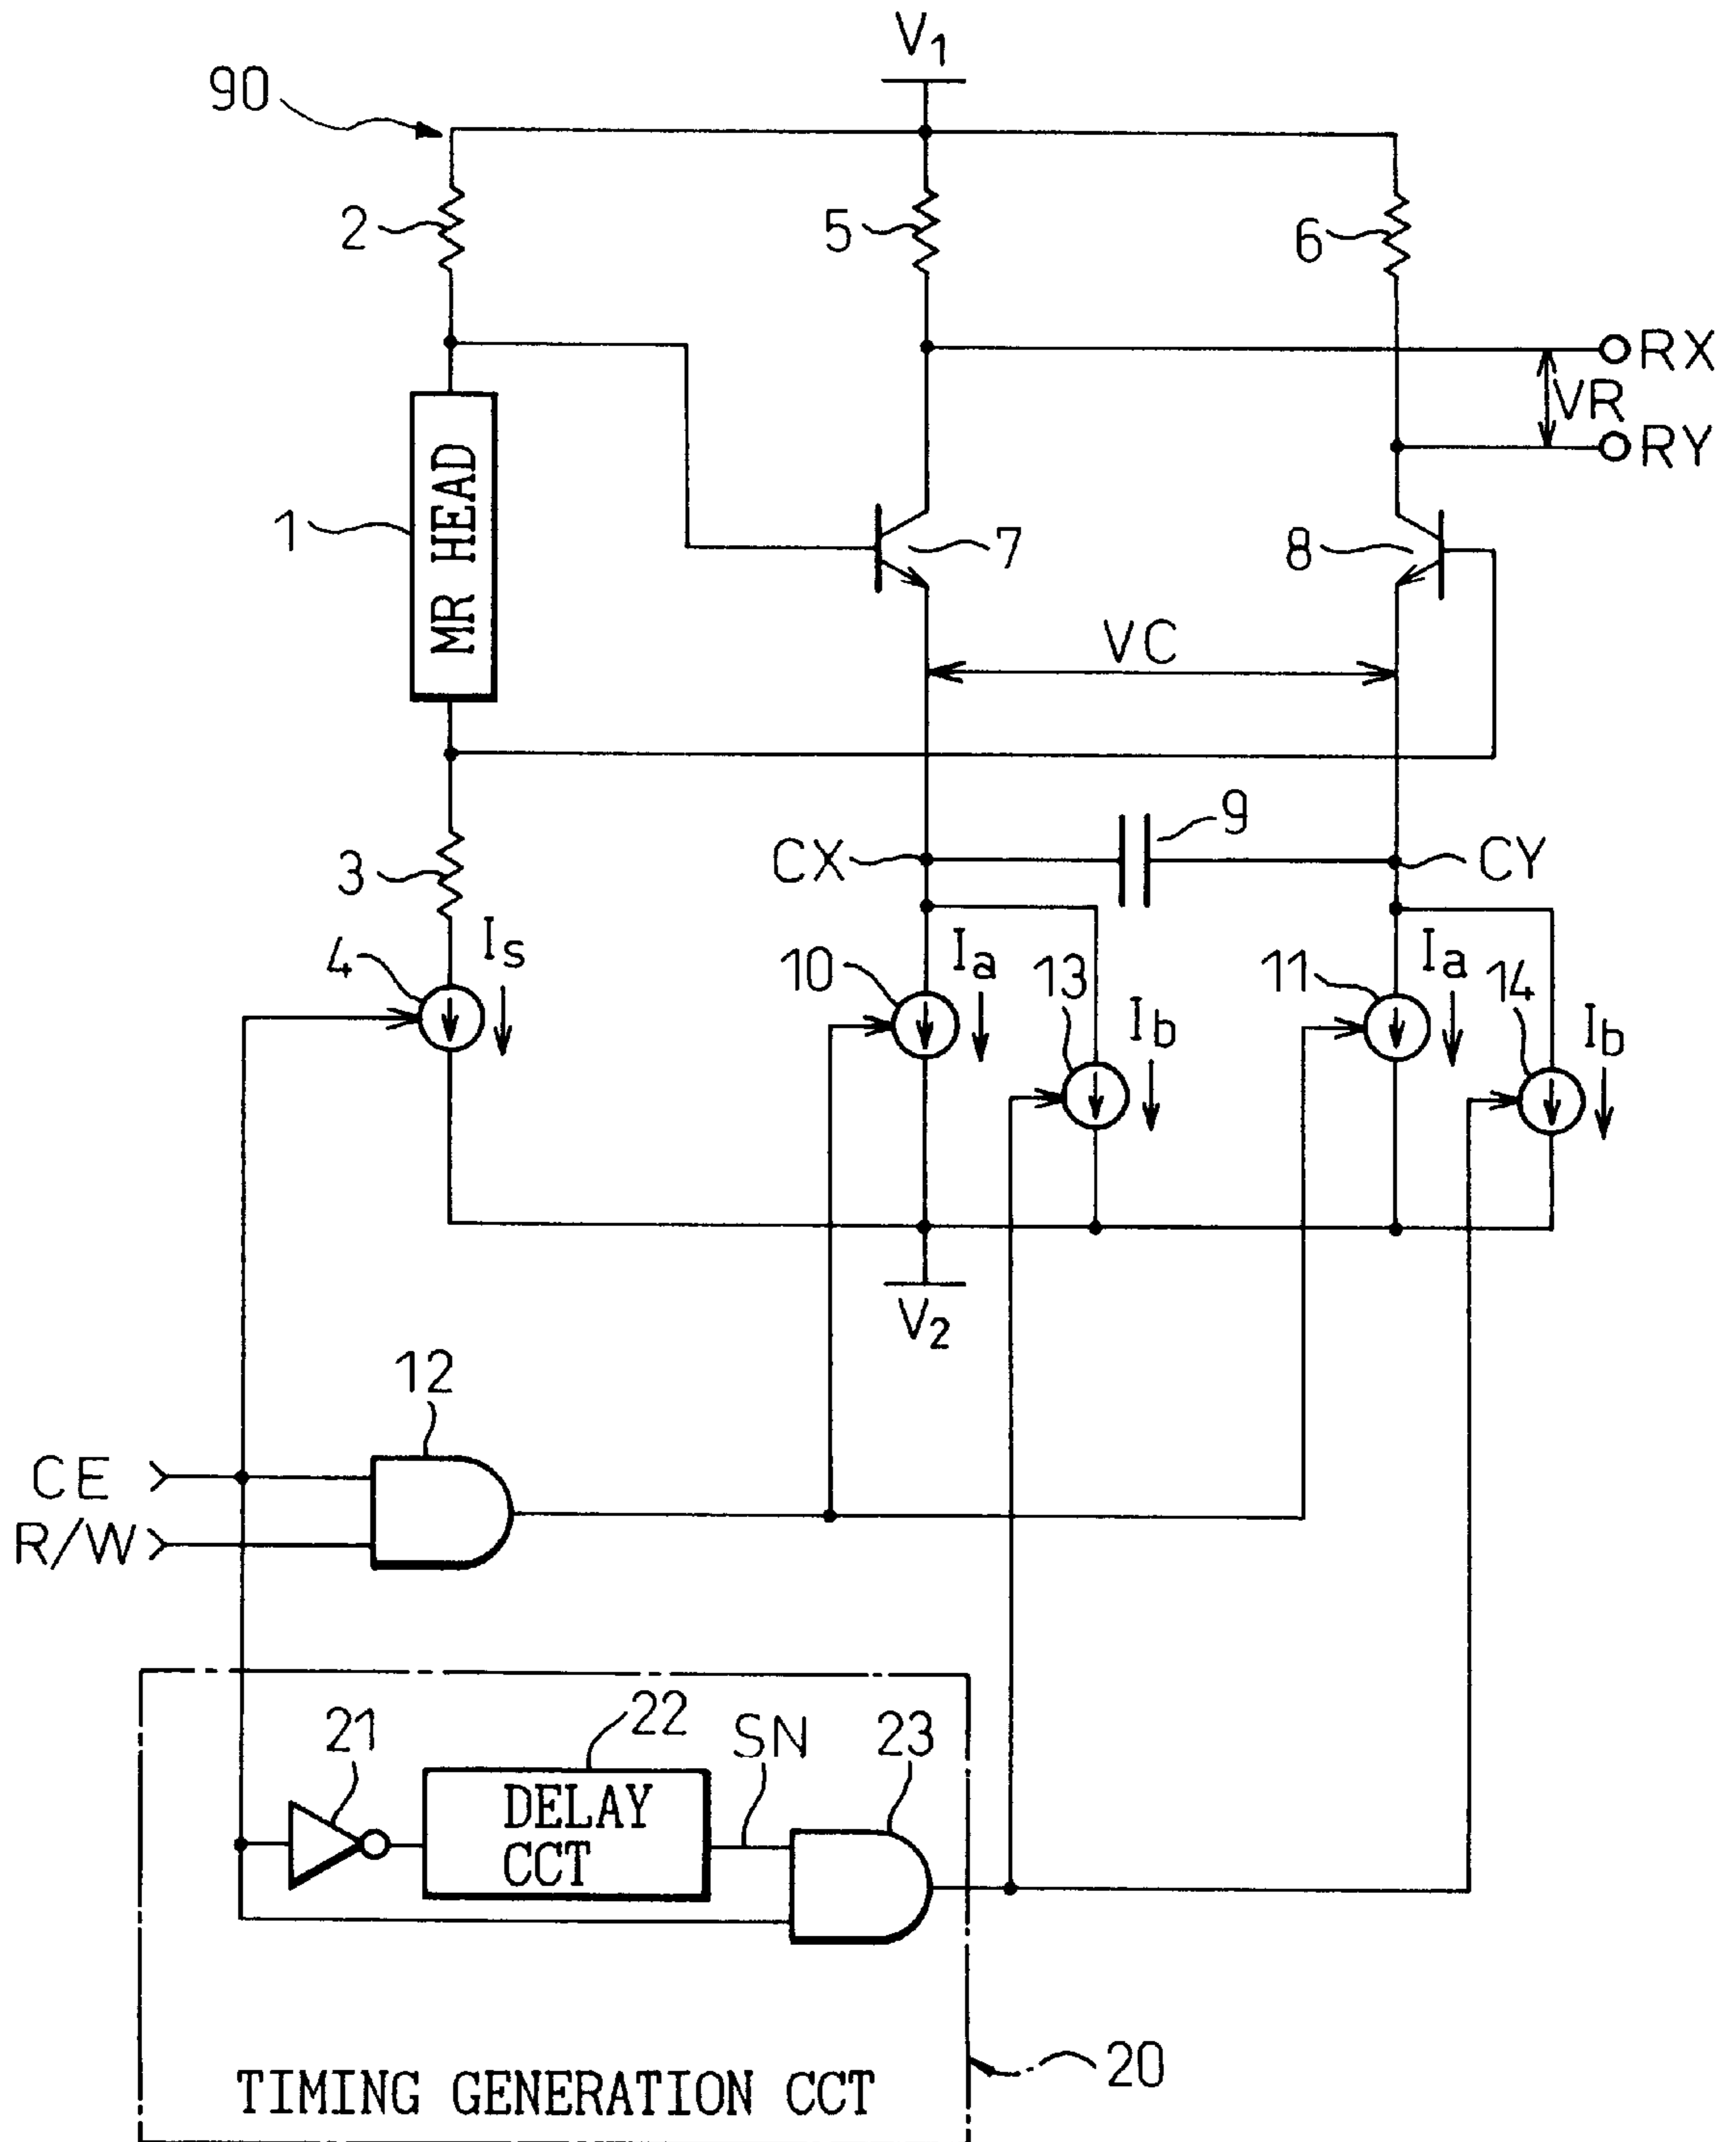 V1
90
2
5
6
RX
VR
RY
MR HEAD
1
7
8
VC
9
CX
CY
3
4
Is
10
Ia
13
Ib
11
Ia
14
Ib
V2
12
CE
R/W
21
22
SN
23
DELAY
CCT
20
TIMING GENERATION CCT